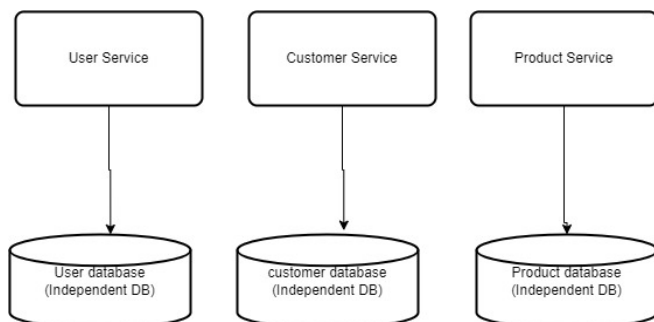 User Service
Customer Service
Product Service
User database
(Independent DB)
customer database
(Independent DB)
Product database
(Independent DB)